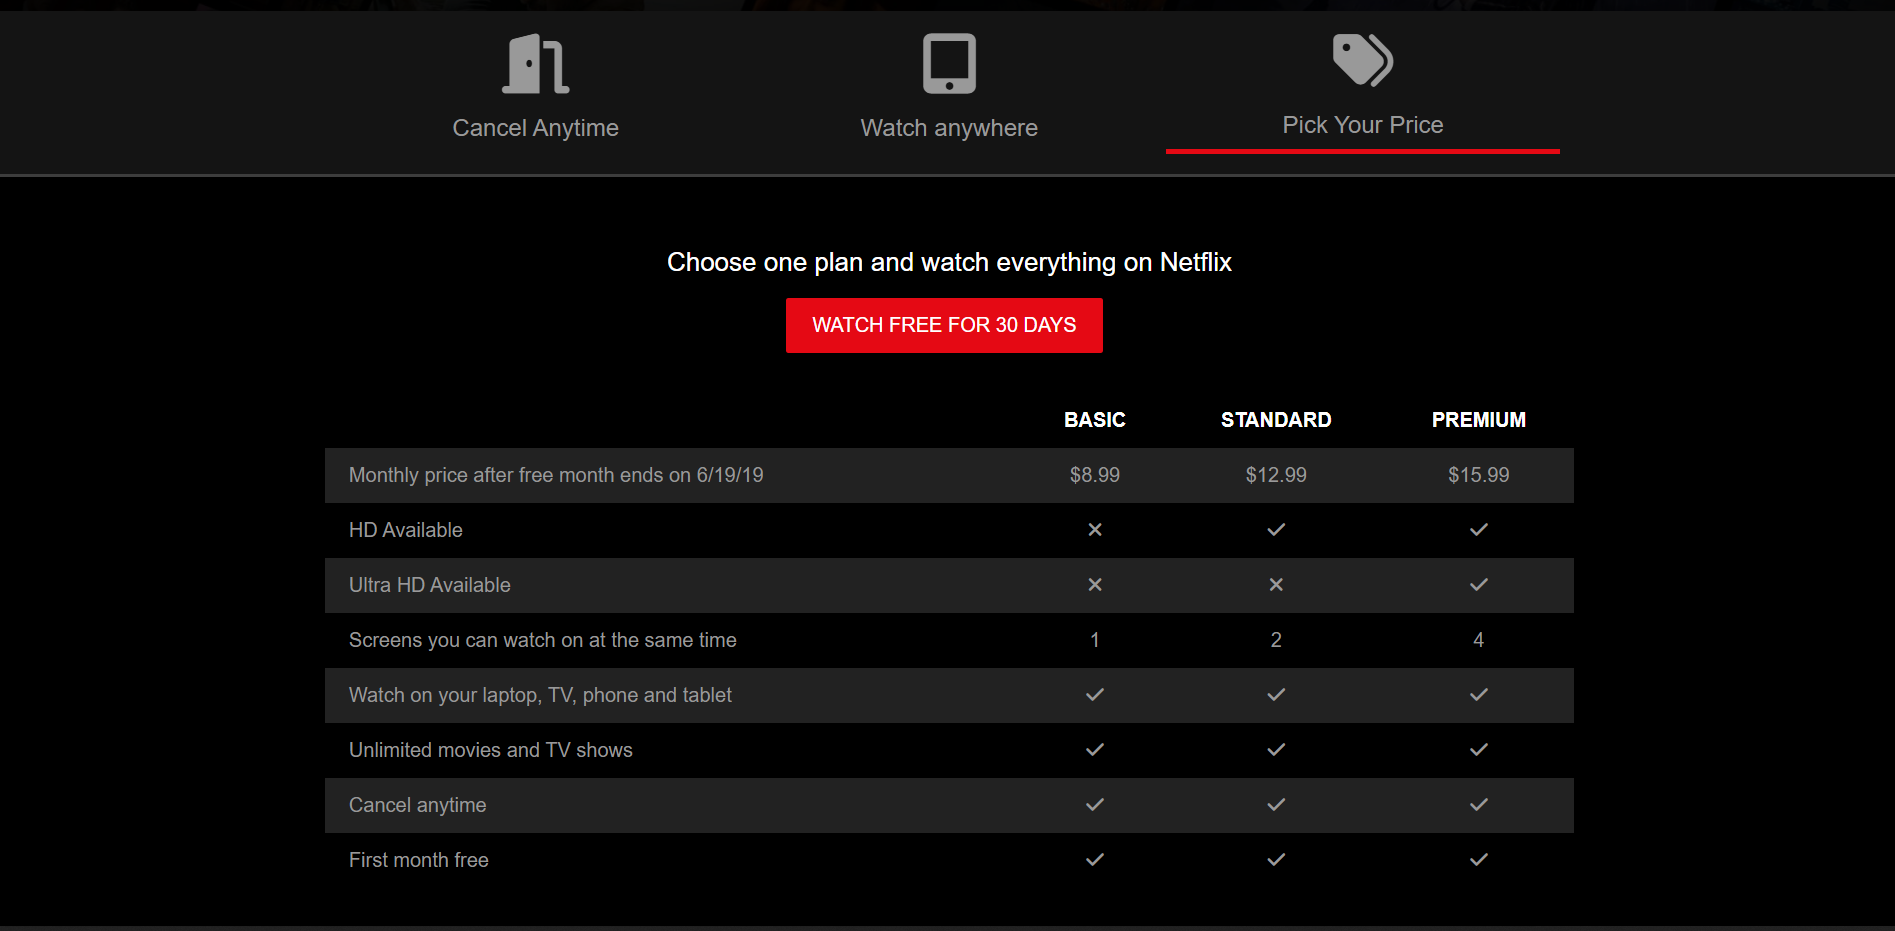 Cancel Anytime
Watch anywhere
Pick Your Price
Choose one plan and watch everything on Netflix
WATCH FREE FOR 30 DAYS
BASIC STANDARD PREMIUM
Monthly price after free month ends on 6/19/19 $8.99 $12.99 $15.99
HD Available
Ultra HD Available
Screens you can watch on at the same time 1 2 4
Watch on your laptop, TV, phone and tablet
Unlimited movies and TV shows
Cancel anytime
First month free